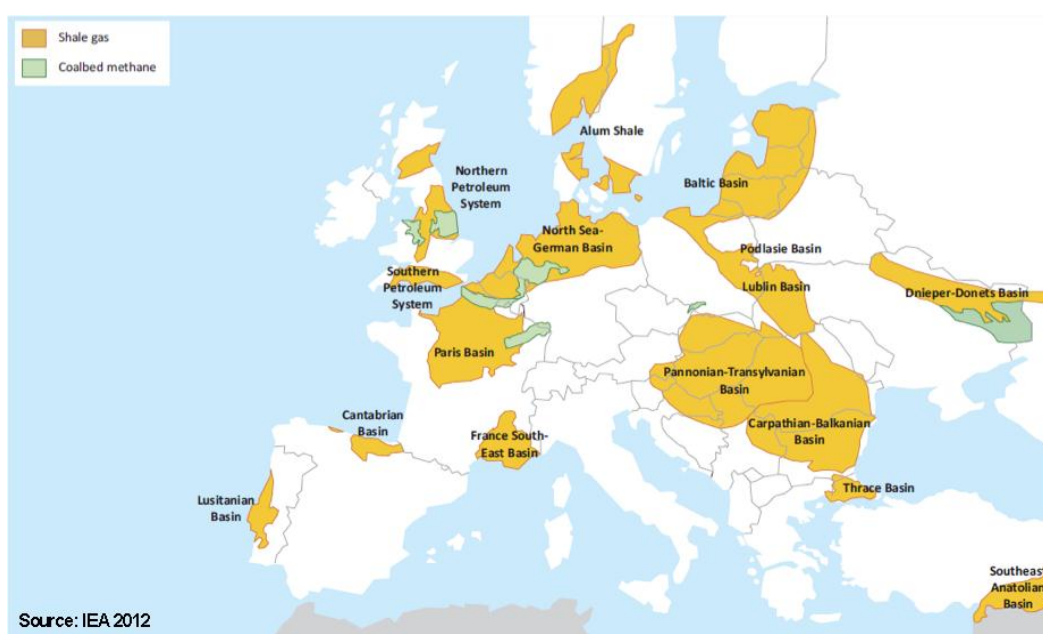 Shale gas
Coalbed methane
Alum Shale
Northern
Petroleum
System
Baltic Basin
North Sea-
German Basin
Podlasie Basin
Southern
Petroleum
System
Lublin Basin
Dnieper-Donets Basin
Paris Basin
Pannonian-Transylvanian
Basin
Cantabrian
Basin
France South-
East Basin
Carpathian-Balkanian
Basin
Lusitanian
Basin
Thrace Basin
Southeast
Anatolian
Basin
Source: IEA 2012